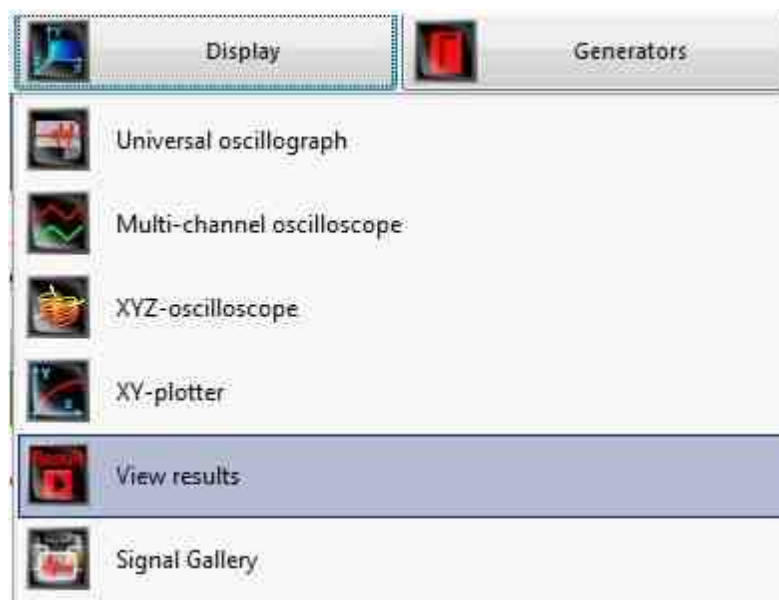 Display
Generators
Universal oscillograph
Multi-channel oscilloscope
XYZ-oscilloscope
XY-plotter
View results
Signal Gallery